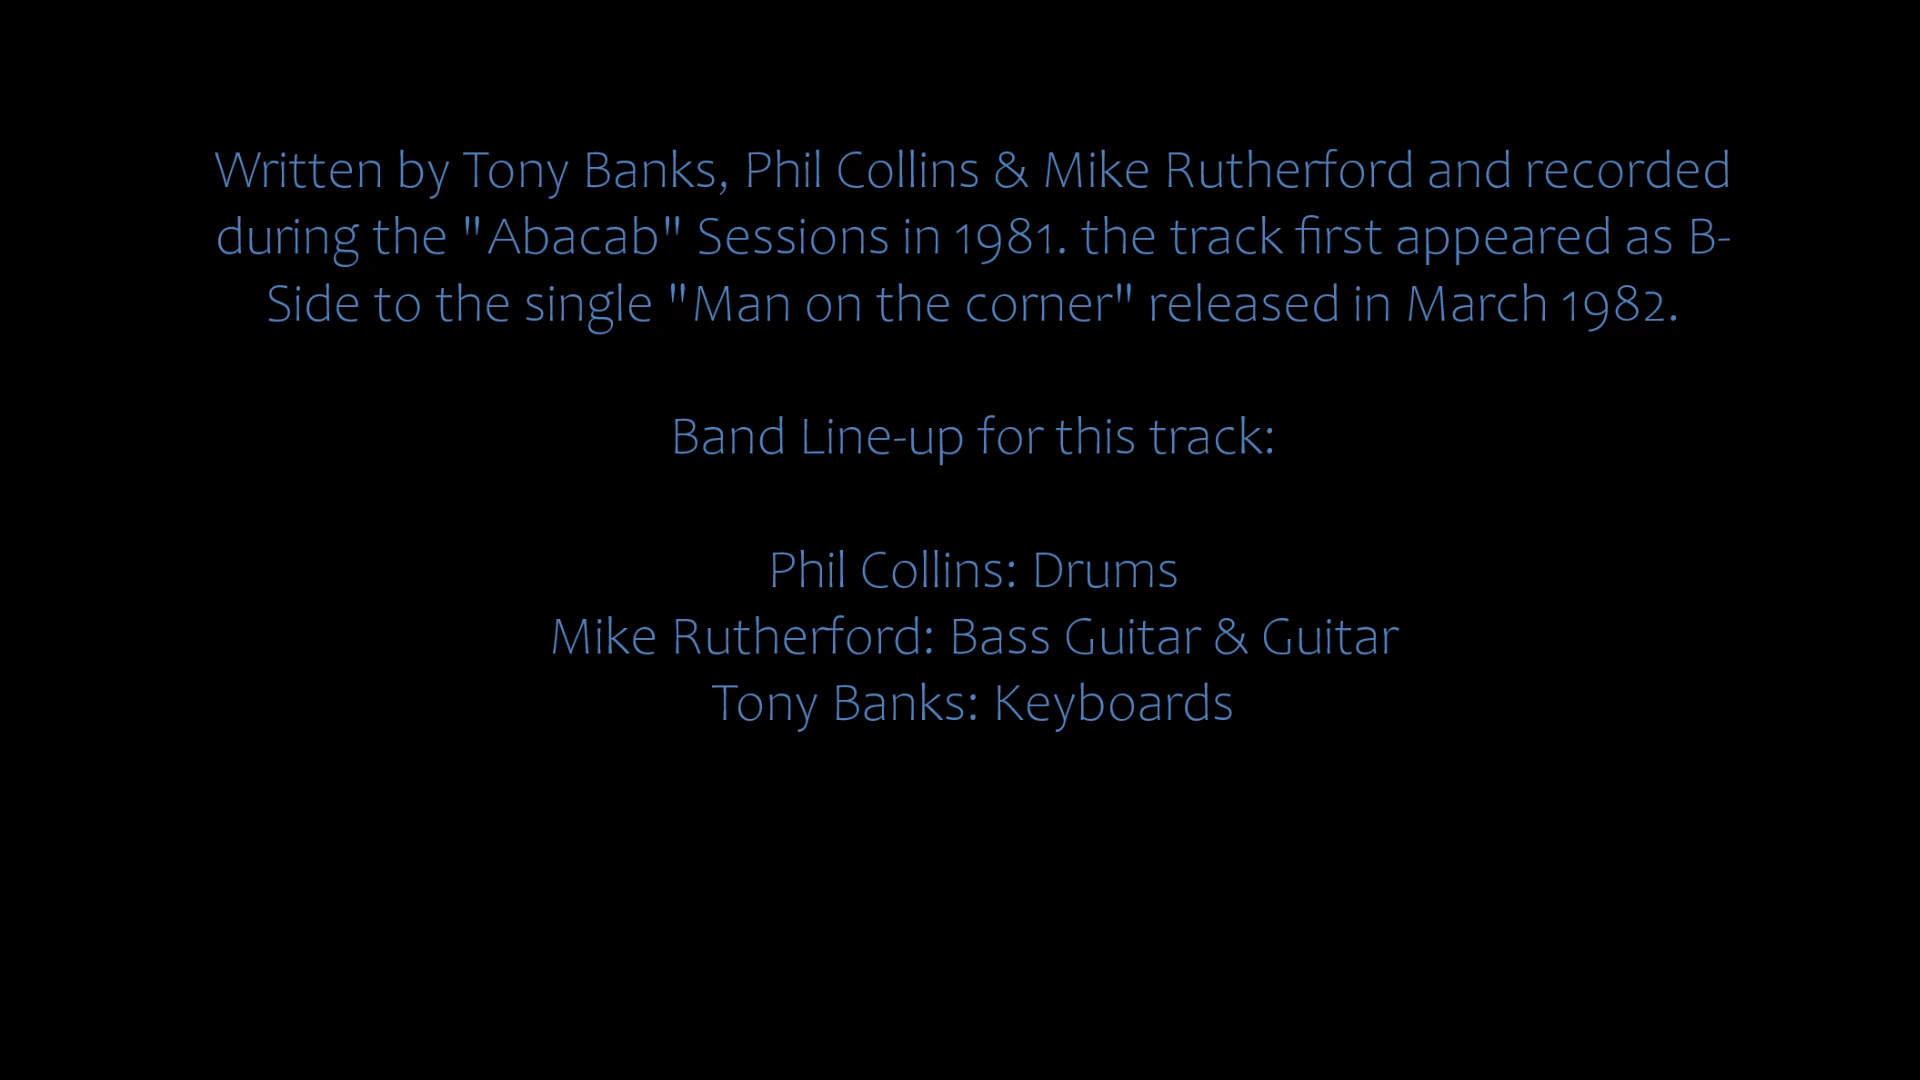 Written by Tony Banks, Phil Collins & Mike Rutherford and recorded
during the "Abacab" Sessions in 1981. the track first appeared as B-
Side to the single "Man on the corner" released in March 1982.
Band Line-up for this track:
Phil Collins: Drums
Mike Rutherford: Bass Guitar & Guitar
Tony Banks: Keyboards